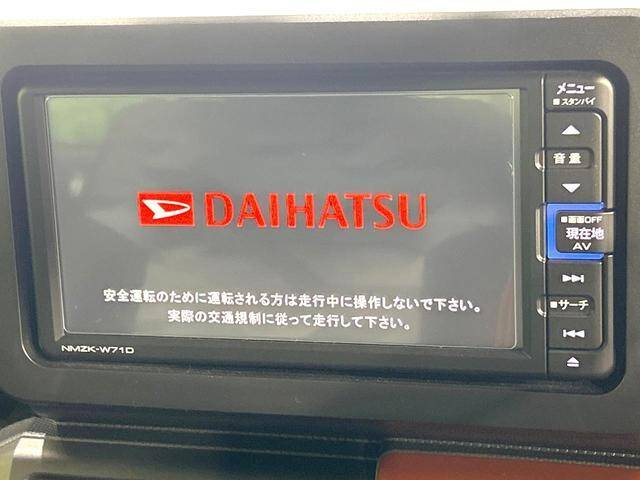 DAIHATSU
安全運転のために運転される方は走行中に操作しないで下さい。
実際の交通規制に従って走行して下さい。
NMZK-W71D
メニュー
スタンバイ
音量
画面OFF
現在地
AV
サーチ